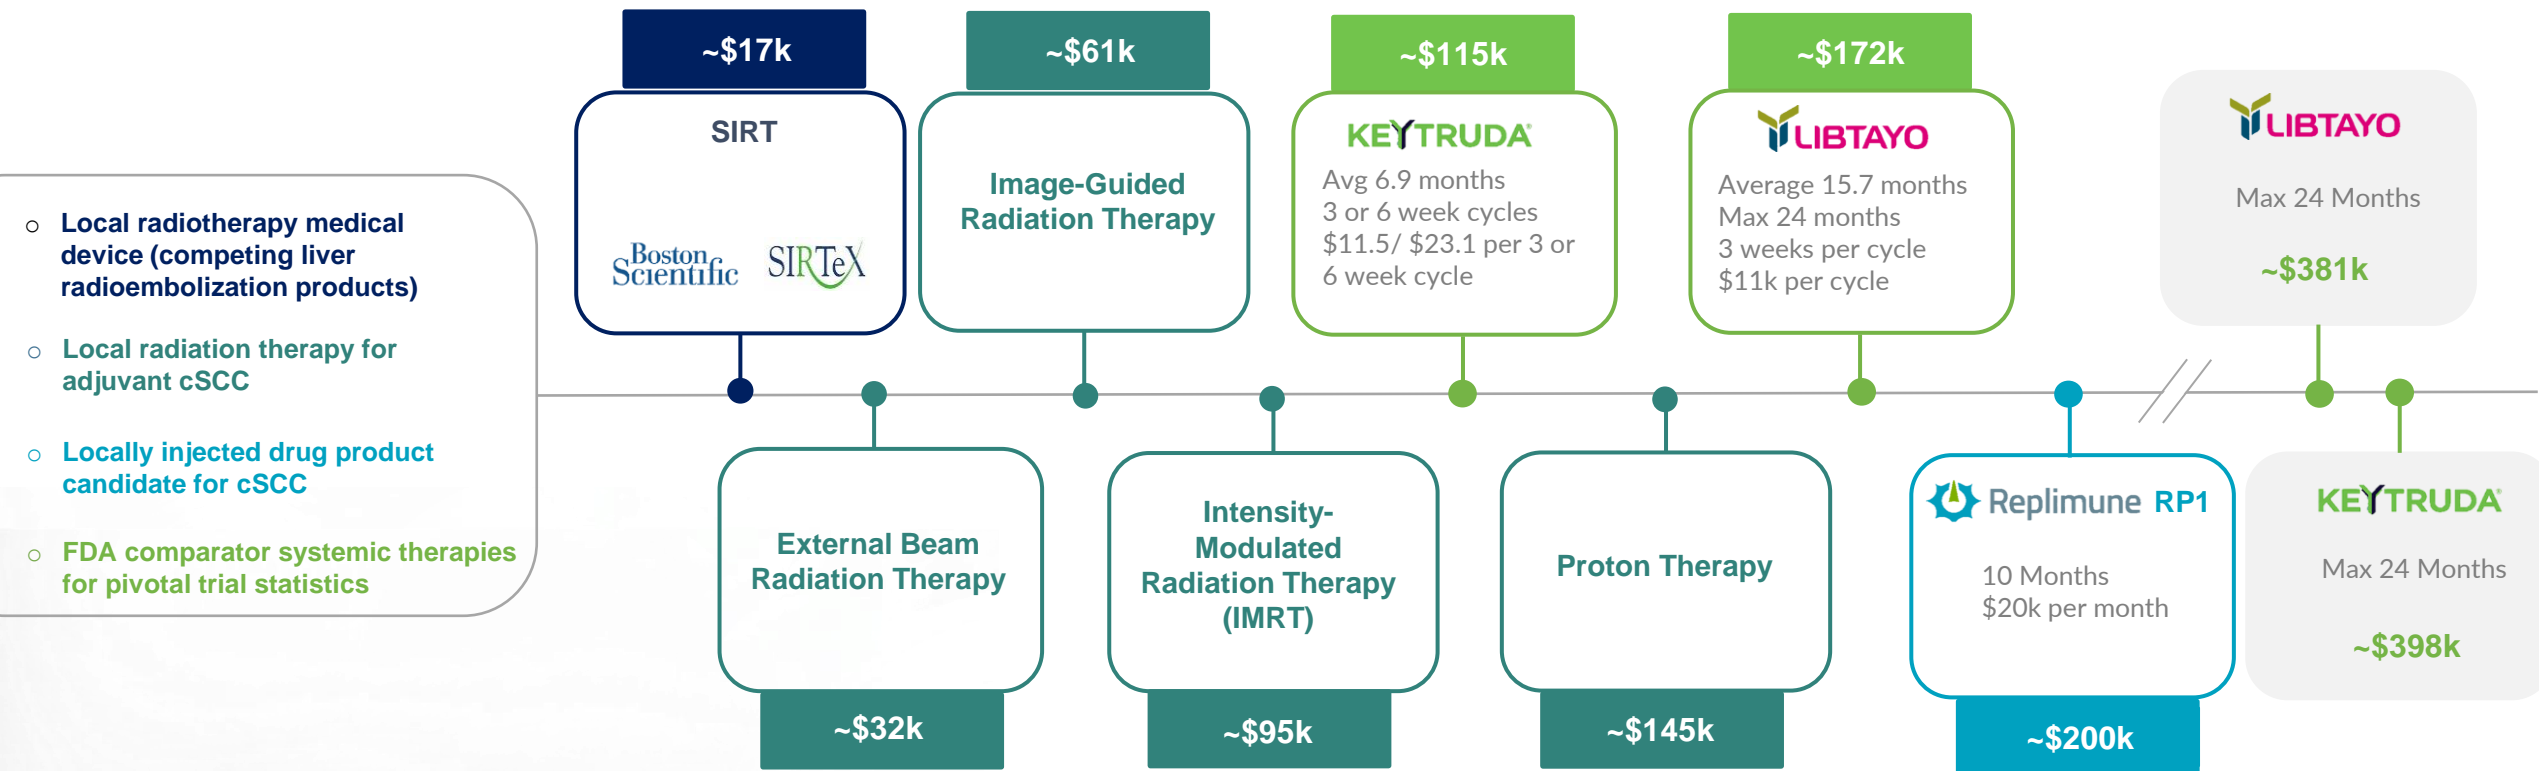 ○ Local radiotherapy medical
device (competing liver
radioembolization products)
○ Local radiation therapy for
adjuvant cSCC
○ Locally injected drug product
candidate for cSCC
○ FDA comparator systemic therapies
for pivotal trial statistics
~$17k
SIRT
Boston
Scientific
SIRTeX
~$61k
Image-Guided
Radiation Therapy
~$115k
KEYTRUDA®
Avg 6.9 months
3 or 6 week cycles
$11.5/ $23.1 per 3 or
6 week cycle
~$172k
LIBTAYO
Average 15.7 months
Max 24 months
3 weeks per cycle
$11k per cycle
LIBTAYO
Max 24 Months
~$381k
External Beam
Radiation Therapy
~$32k
Intensity-
Modulated
Radiation Therapy
(IMRT)
~$95k
Proton Therapy
~$145k
Replimune RP1
10 Months
$20k per month
~$200k
KEYTRUDA®
Max 24 Months
~$398k